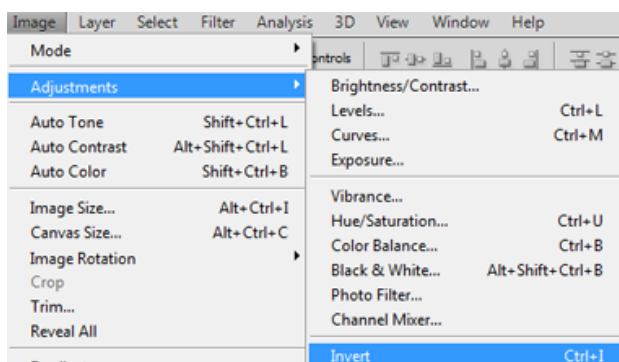 Image Layer Select Filter Analysis 3D View Window Help
Mode
Adjustments
Auto Tone Shift+Ctrl+L
Auto Contrast Alt+Shift+Ctrl+L
Auto Color Shift+Ctrl+B
Image Size... Alt+Ctrl+I
Canvas Size... Alt+Ctrl+C
Image Rotation
Crop
Trim...
Reveal All
Brightness/Contrast...
Levels... Ctrl+L
Curves... Ctrl+M
Exposure...
Vibrance...
Hue/Saturation... Ctrl+U
Color Balance... Ctrl+B
Black & White... Alt+Shift+Ctrl+B
Photo Filter...
Channel Mixer...
Invert Ctrl+I